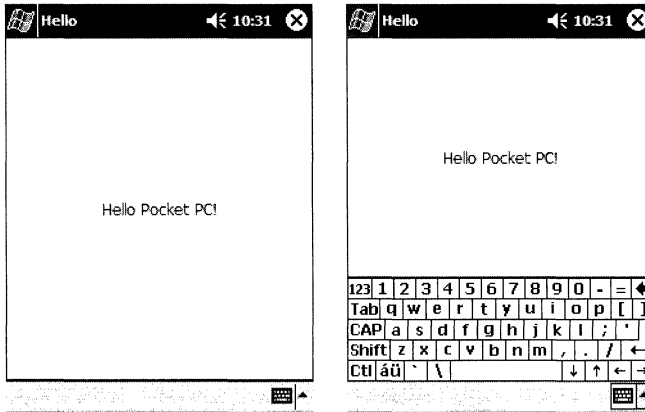 Hello 10:31
Hello Pocket PC!
Hello 10:31
Hello Pocket PC!
123 1 2 3 4 5 6 7 8 9 0 - = ←
Tab q w e r t y u i o p [ ]
CAP a s d f g h j k l ; '
Shift z x c v b n m , . / ←
Ctl áü ` \ ↓ ↑ ← →